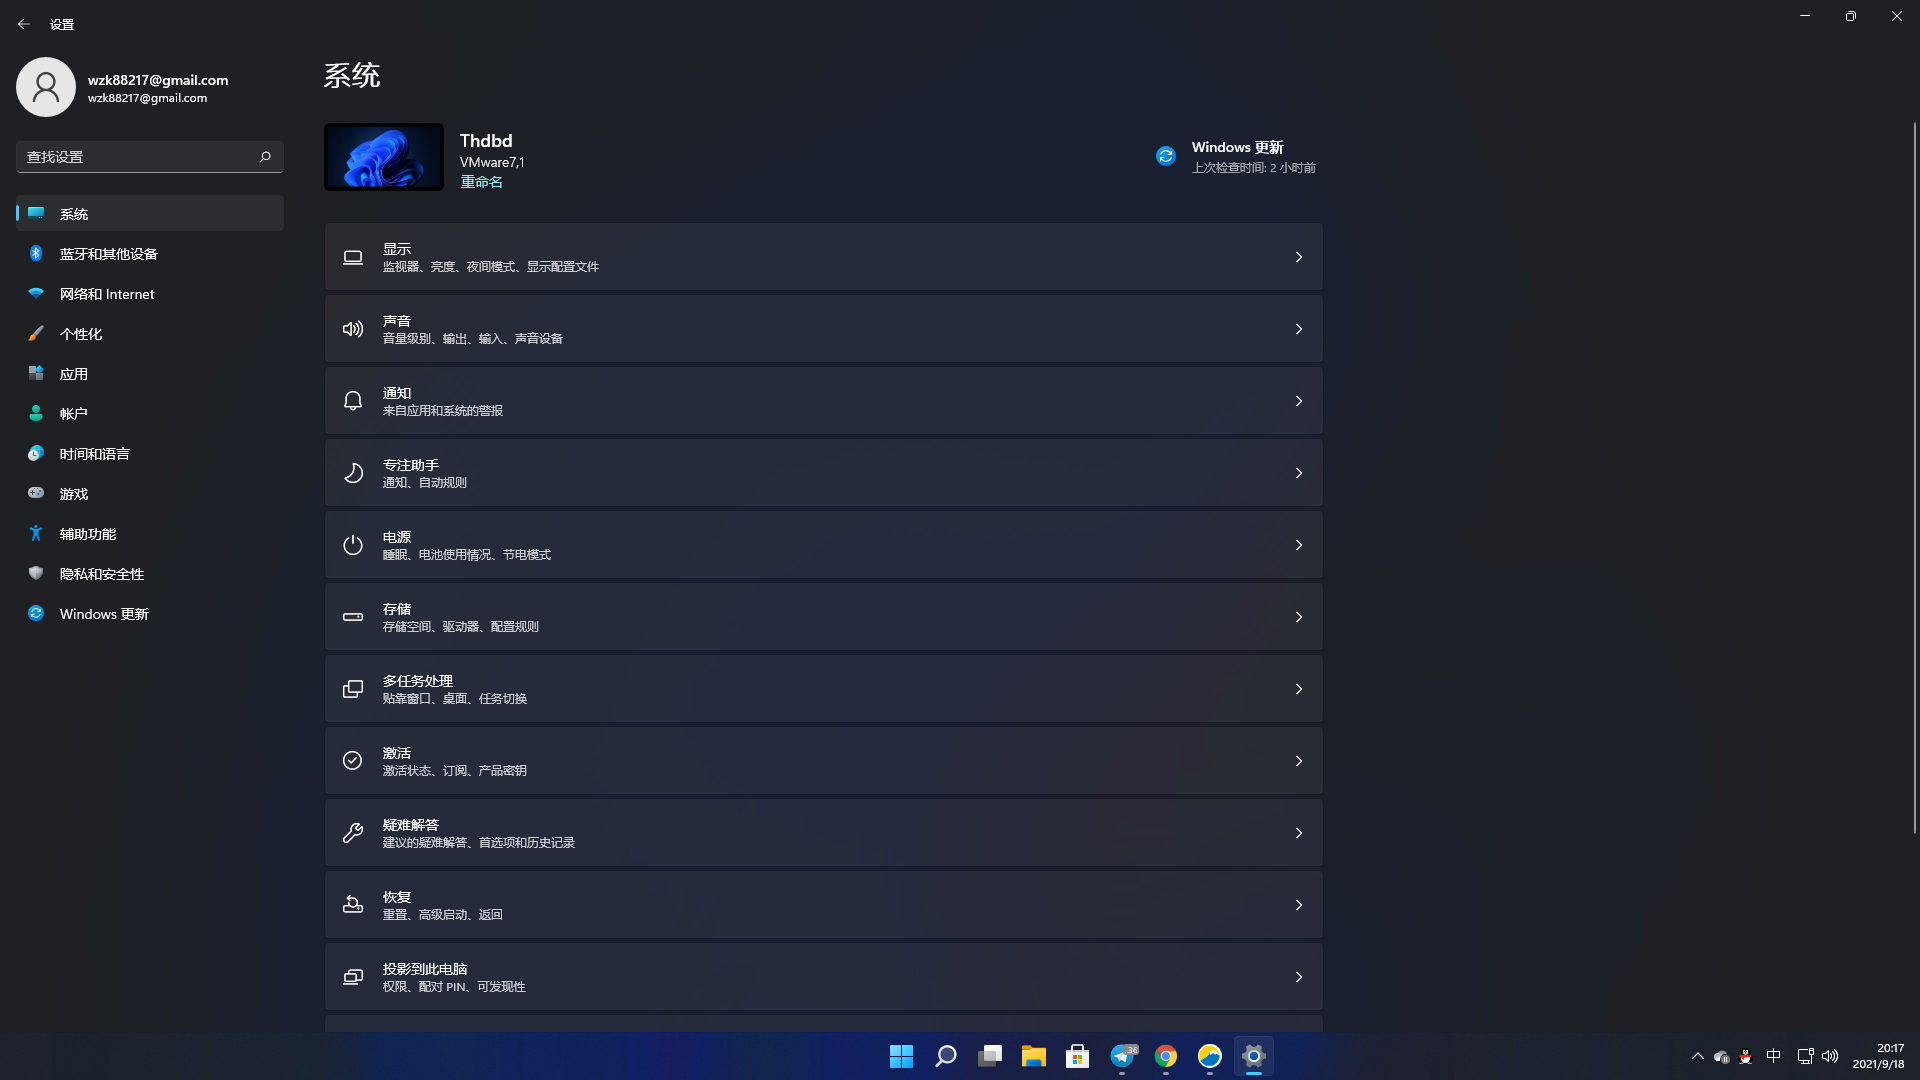 设置
wzk88217@gmail.com
wzk88217@gmail.com
查找设置
系统
蓝牙和其他设备
网络和 Internet
个性化
应用
帐户
时间和语言
游戏
辅助功能
隐私和安全性
Windows 更新
系统
Thdbd
VMware7,1
重命名
Windows 更新
上次检查时间: 2 小时前
显示
监视器、亮度、夜间模式、显示配置文件
声音
音量级别、输出、输入、声音设备
通知
来自应用和系统的警报
专注助手
通知、自动规则
电源
睡眠、电池使用情况、节电模式
存储
存储空间、驱动器、配置规则
多任务处理
贴靠窗口、桌面、任务切换
激活
激活状态、订阅、产品密钥
疑难解答
建议的疑难解答、首选项和历史记录
恢复
重置、高级启动、返回
投影到此电脑
权限、配对 PIN、可发现性
36
中
20:17
2021/9/18